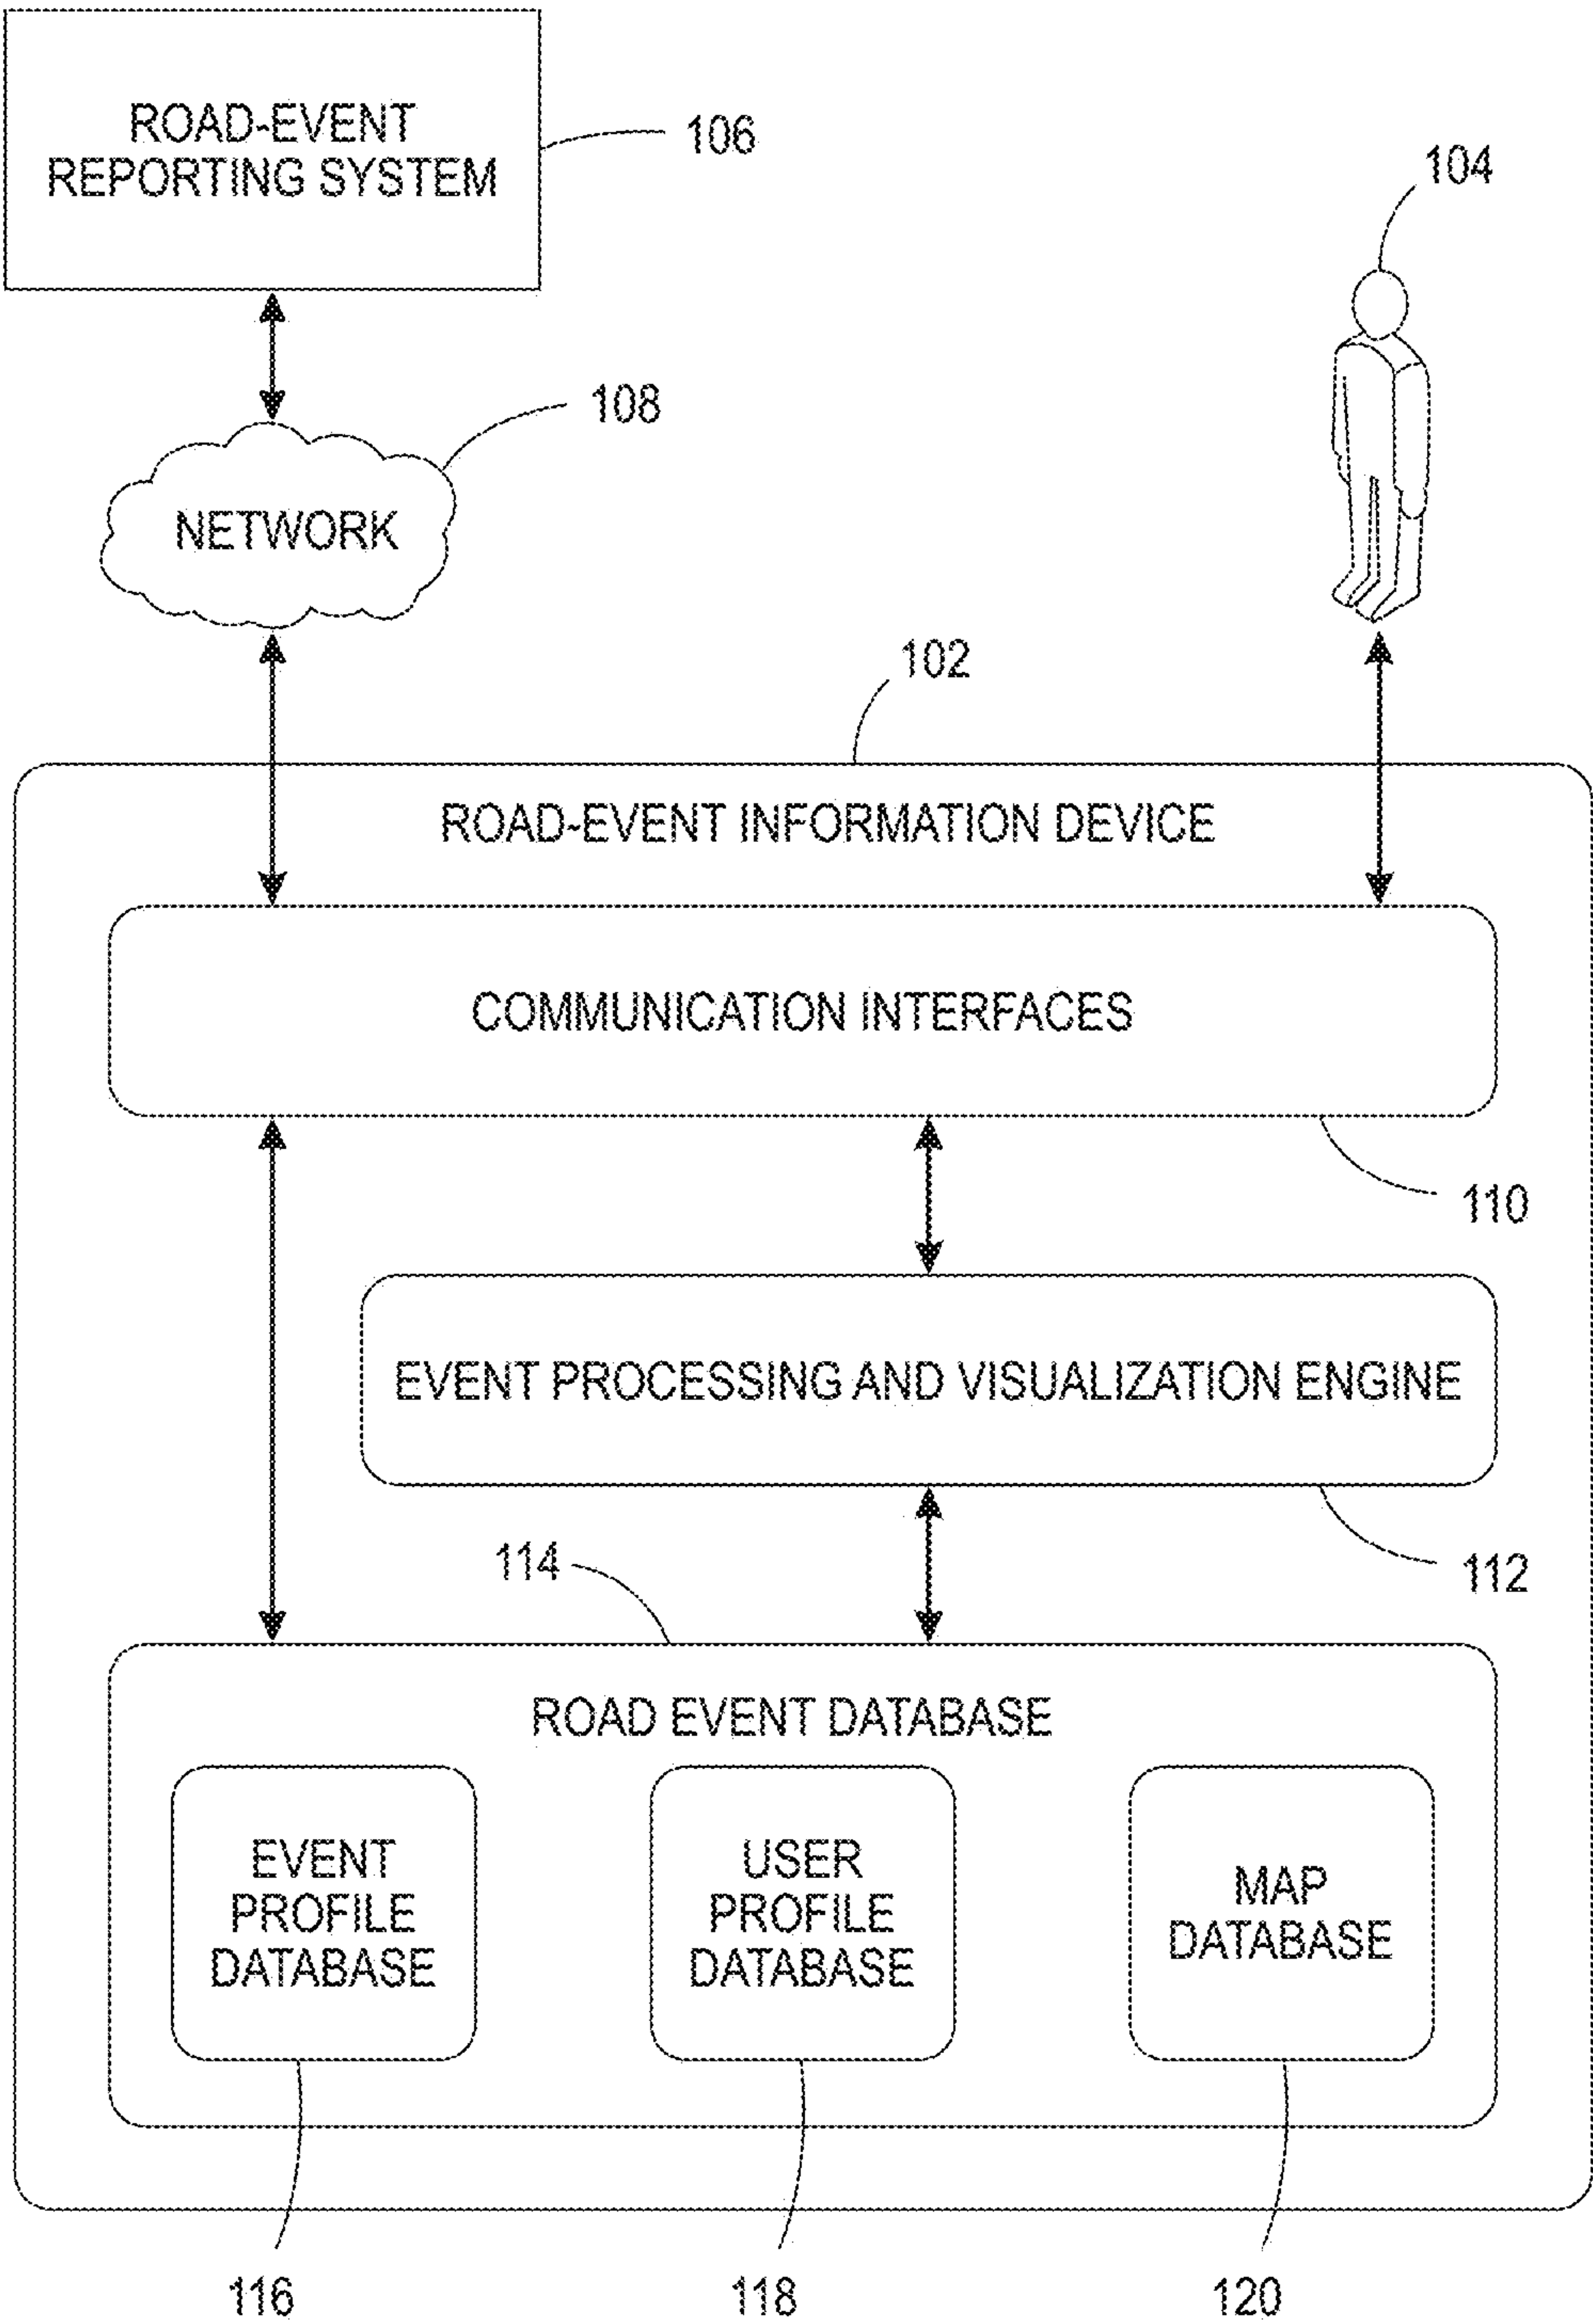 ROAD-EVENT
REPORTING SYSTEM
106
104
108
NETWORK
102
ROAD-EVENT INFORMATION DEVICE
COMMUNICATION INTERFACES
110
EVENT PROCESSING AND VISUALIZATION ENGINE
114
112
ROAD EVENT DATABASE
EVENT
PROFILE
DATABASE
USER
PROFILE
DATABASE
MAP
DATABASE
116
118
120